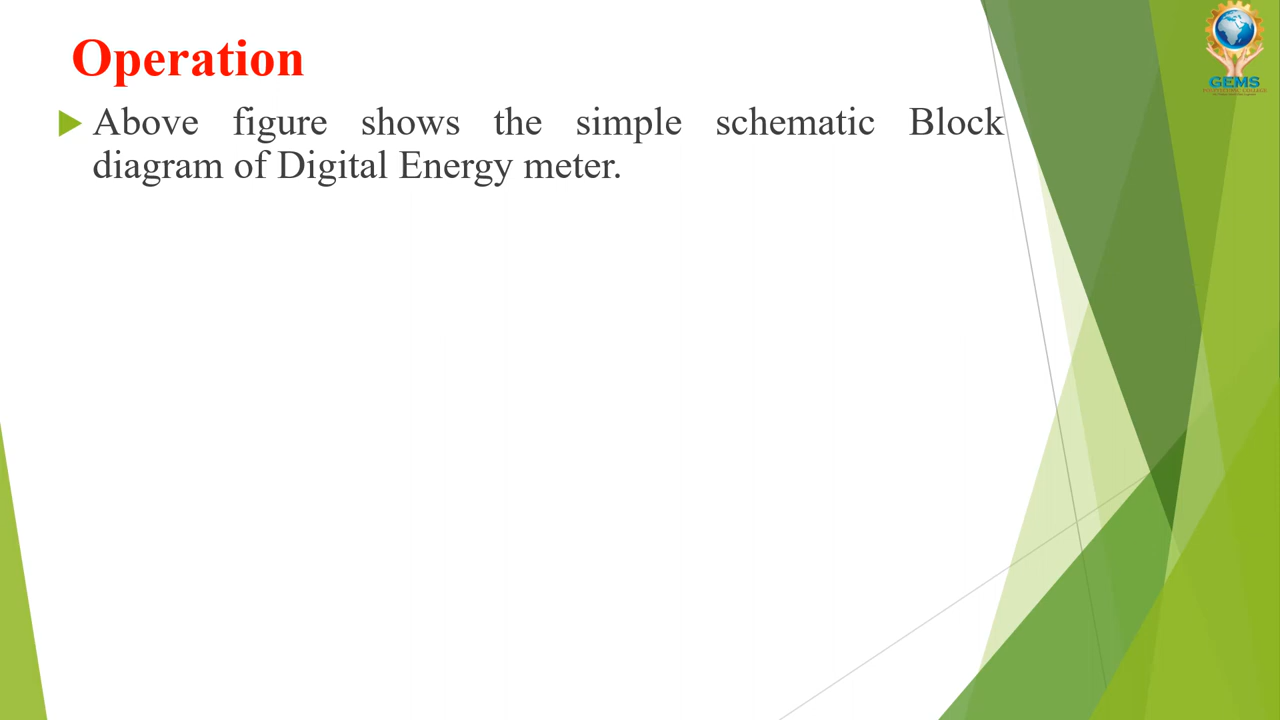 Operation
Above figure shows the simple schematic Block
diagram of Digital Energy meter.
GEMS